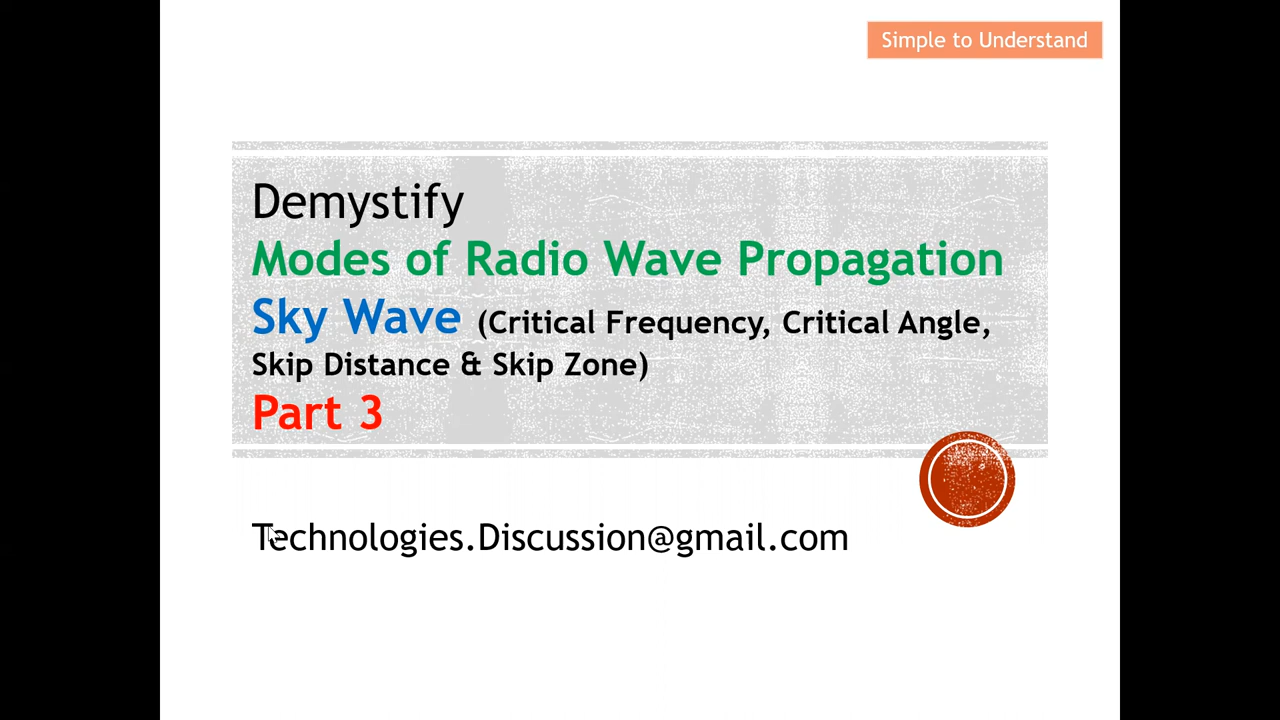 Simple to Understand
Demystify
Modes of Radio Wave Propagation
Sky Wave (Critical Frequency, Critical Angle,
Skip Distance & Skip Zone)
Part 3
Technologies.Discussion@gmail.com